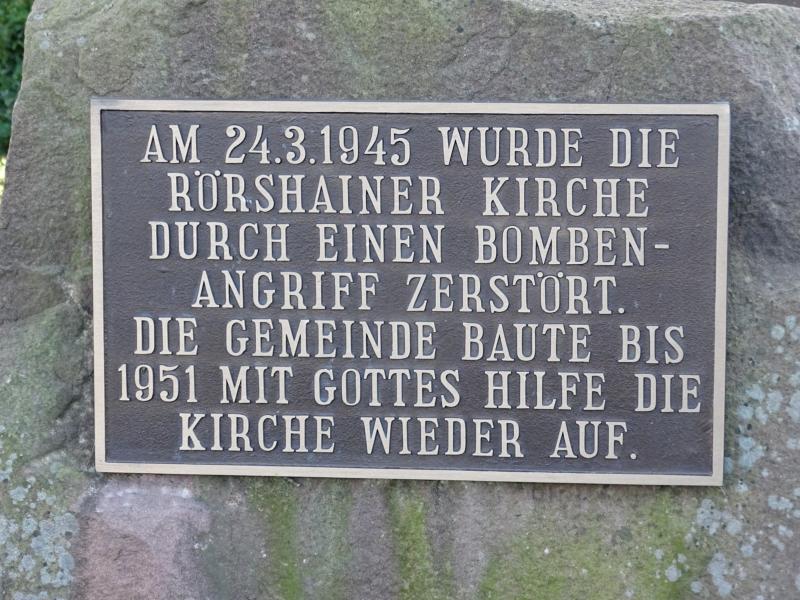 AM 24.3.1945 WURDE DIE
RÖRSHAINER KIRCHE
DURCH EINEN BOMBEN-
ANGRIFF ZERSTÖRT.
DIE GEMEINDE BAUTE BIS
1951 MIT GOTTES HILFE DIE
KIRCHE WIEDER AUF.